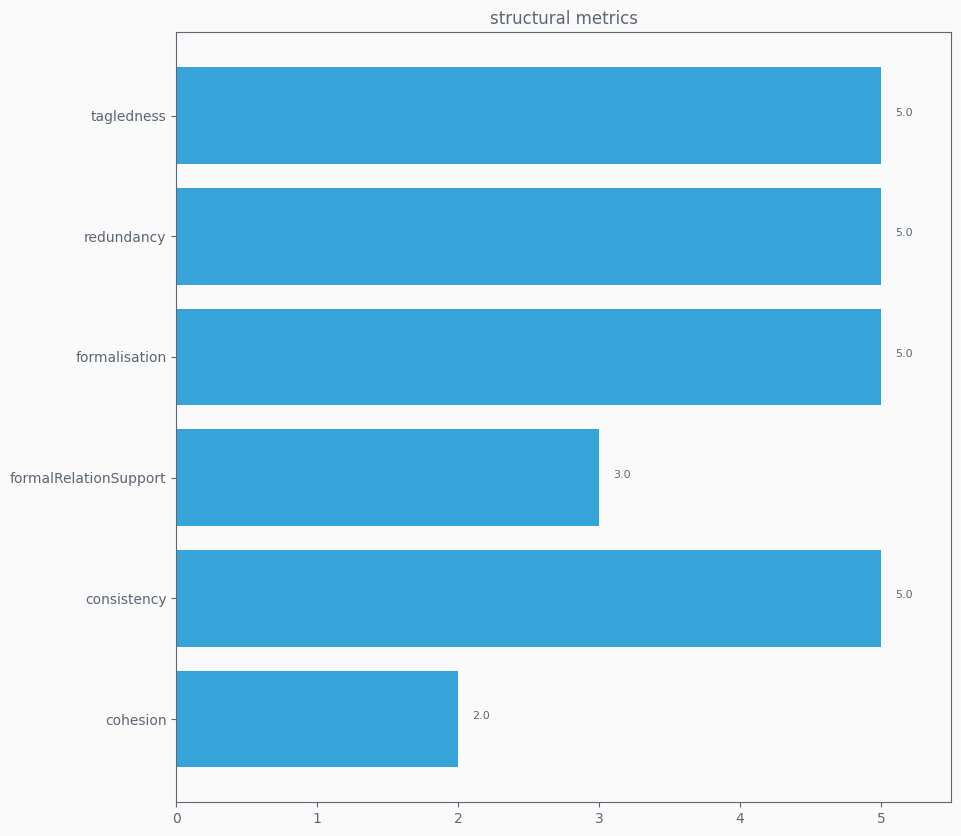 structural metrics
tagledness
5.0
redundancy
5.0
formalisation
5.0
formalRelationSupport
3.0
consistency
5.0
cohesion
2.0
0 1 2 3 4 5